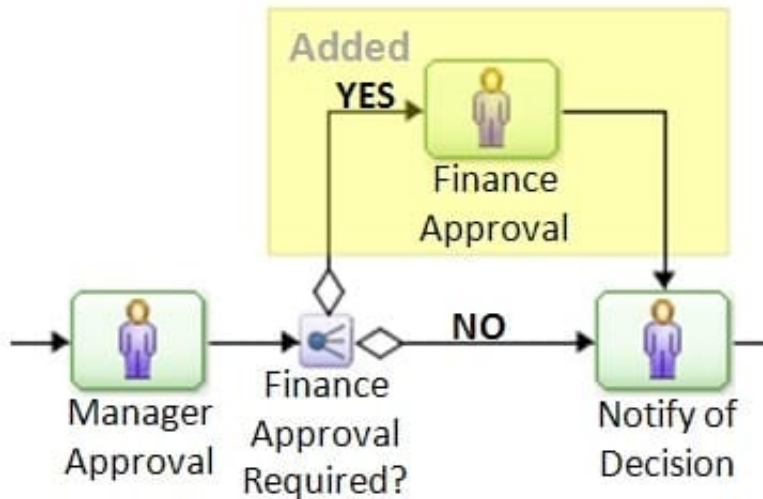 Added
YES
Finance
Approval
NO
Manager
Approval
Finance
Approval
Required?
Notify of
Decision